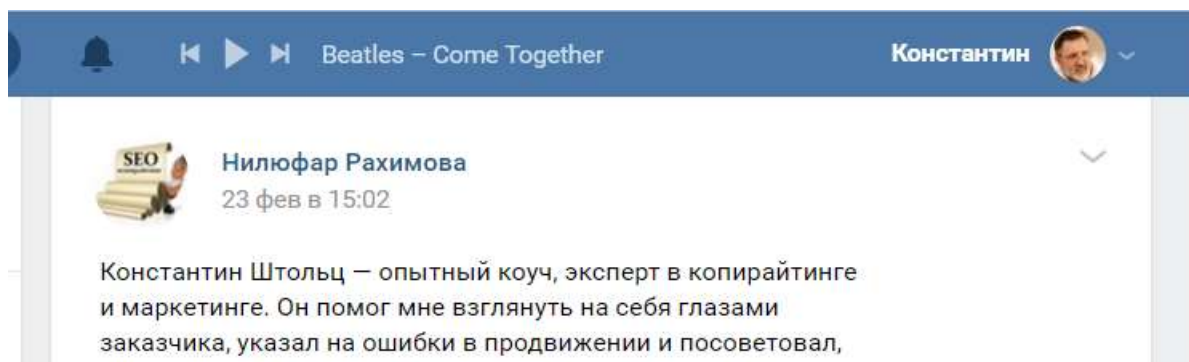 Beatles – Come Together
Константин
SEO
Нилюфар Рахимова
23 фев в 15:02
Константин Штольц — опытный коуч, эксперт в копирайтинге
и маркетинге. Он помог мне взглянуть на себя глазами
заказчика, указал на ошибки в продвижении и посоветовал,